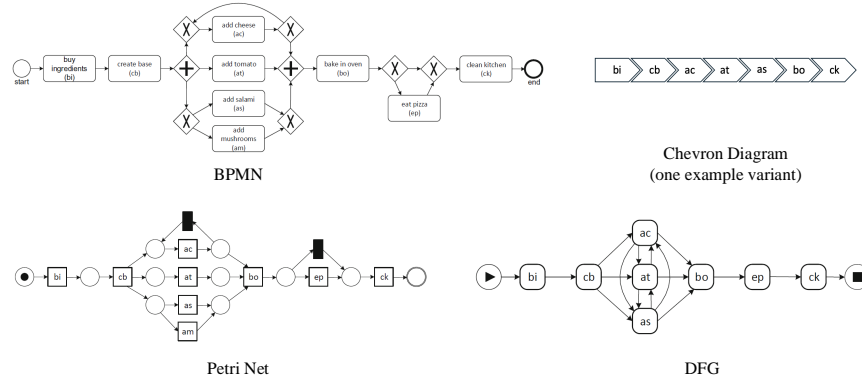 add cheese
(ac)
buy
ingredients
(bi)
create base
(cb)
add tomato
(at)
bake in oven
(bo)
clean kitchen
(ck)
start
end
eat pizza
(ep)
add salami
(as)
add
mushrooms
(am)
BPMN
bi
cb
ac
at
as
bo
ck
Chevron Diagram
(one example variant)
ac
bi
cb
at
bo
ep
ck
as
am
Petri Net
ac
bi
cb
at
bo
ep
ck
as
DFG